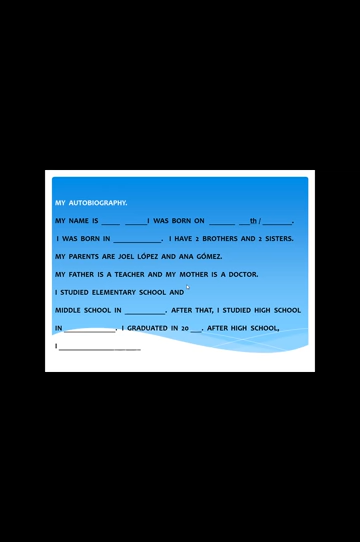 MY AUTOBIOGRAPHY.
MY NAME IS _____ ______I WAS BORN ON _______ ___th / ________.
I WAS BORN IN _____________. I HAVE 2 BROTHERS AND 2 SISTERS.
MY PARENTS ARE JOEL LÓPEZ AND ANA GÓMEZ.
MY FATHER IS A TEACHER AND MY MOTHER IS A DOCTOR.
I STUDIED ELEMENTARY SCHOOL AND
MIDDLE SCHOOL IN ___________. AFTER THAT, I STUDIED HIGH SCHOOL
IN ______________. I GRADUATED IN 20 ___. AFTER HIGH SCHOOL,
I ______________________